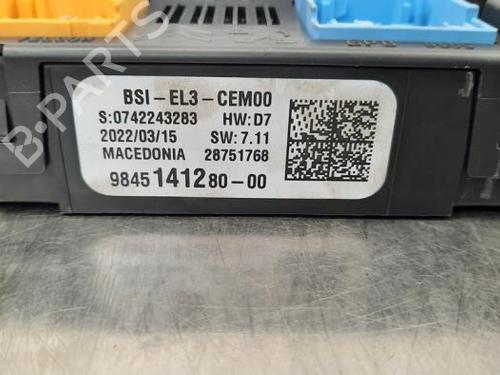 B-PARTS
BSI-EL3-CEM00
S:0742243283 HW:D7
2022/03/15 SW:7.11
MACEDONIA 28751768
9845141280-00